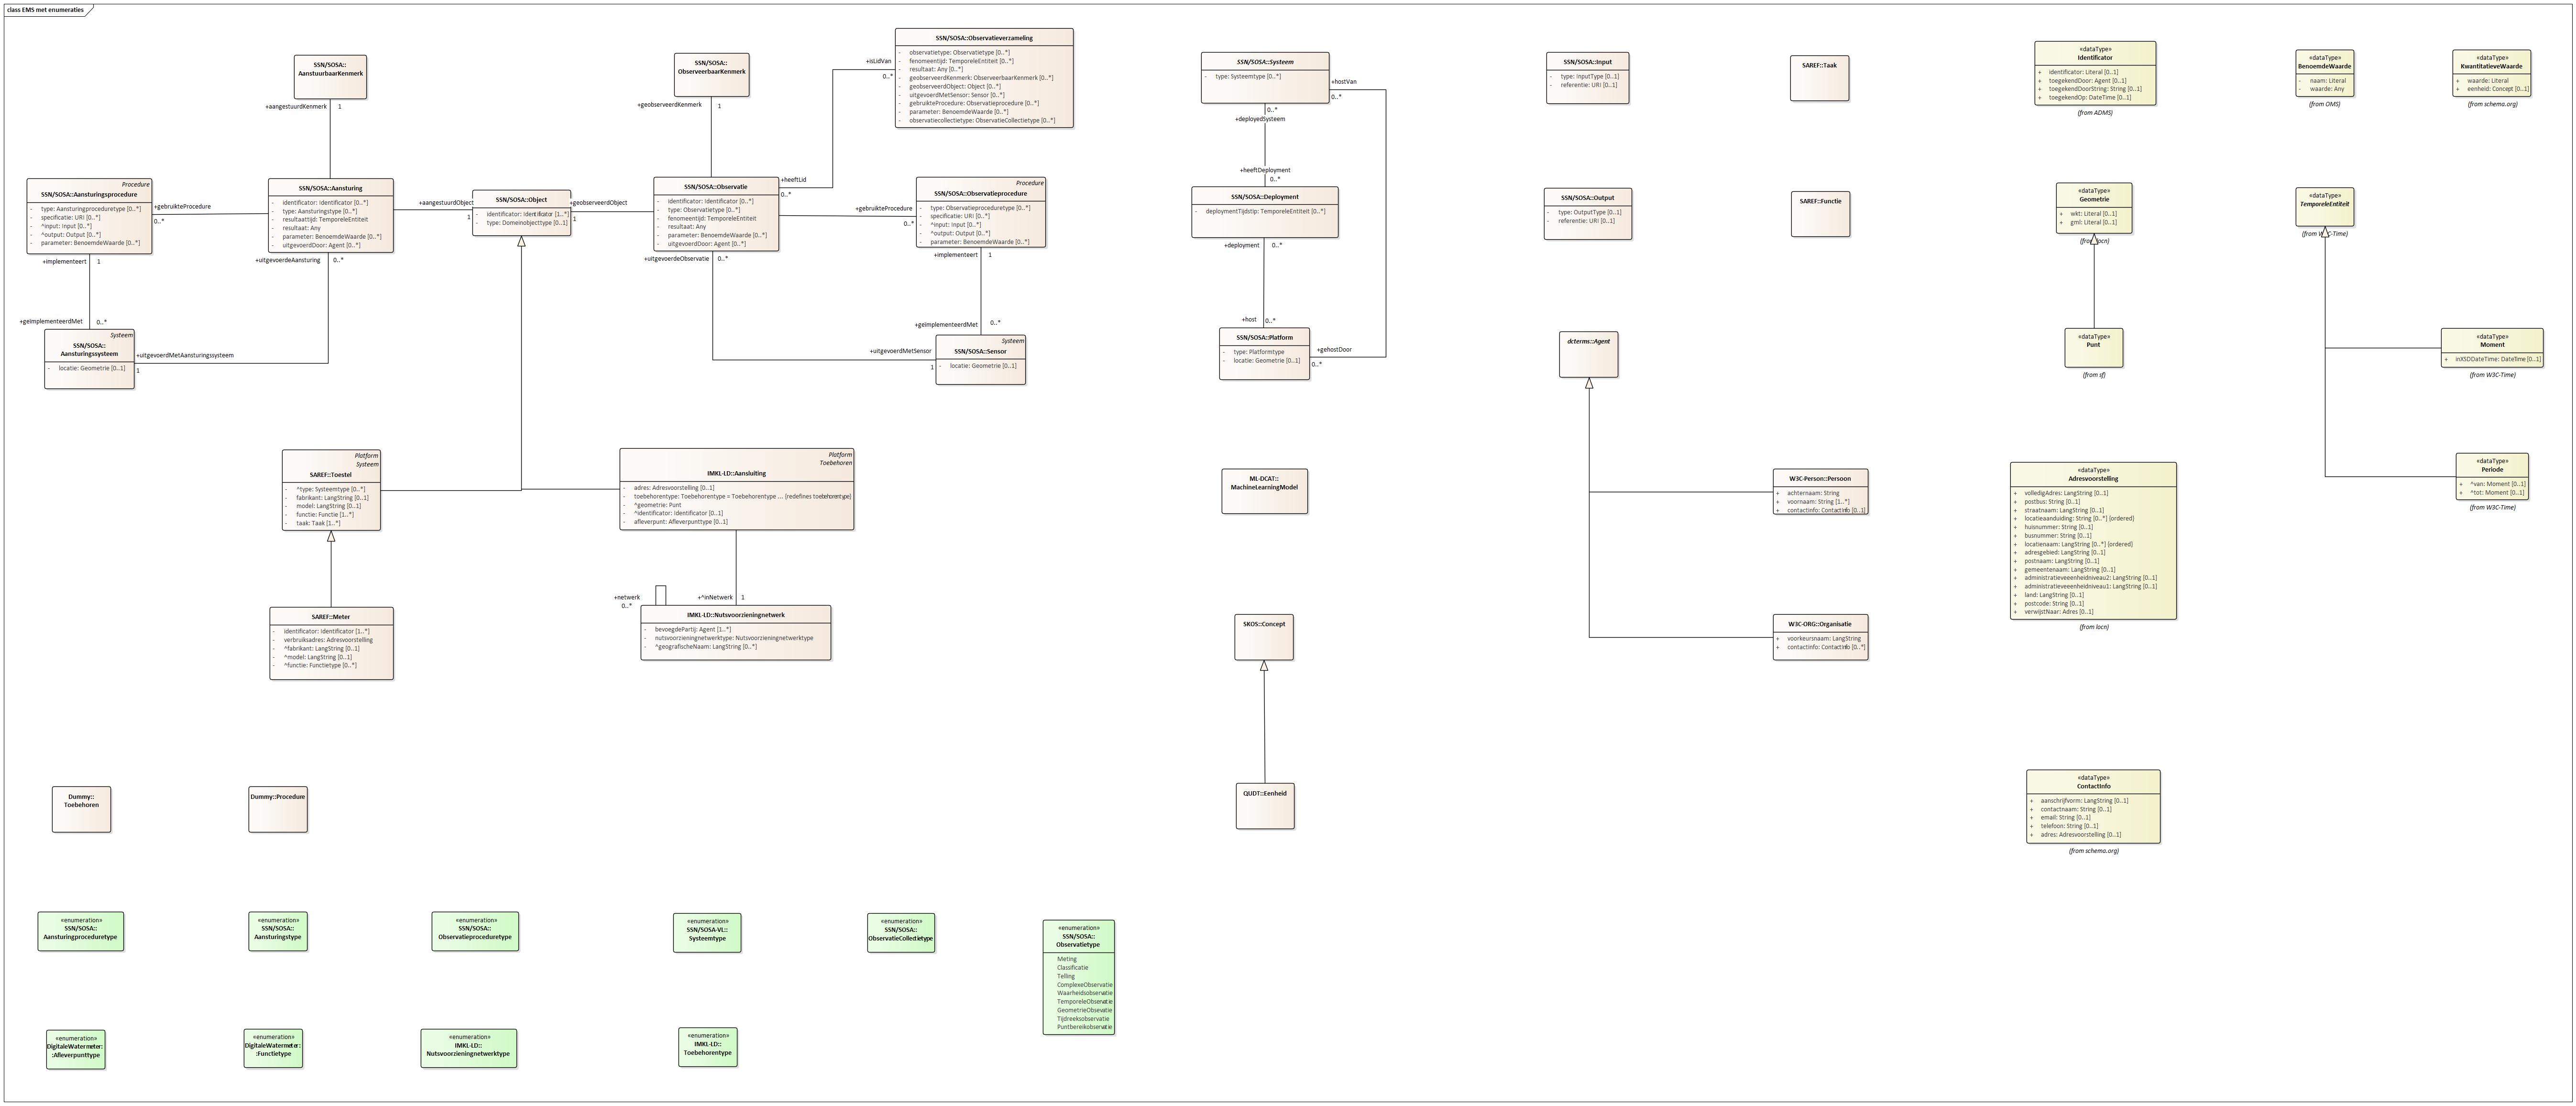 class EMS met enumeraties
SSN/SOSA::
AanstuurbaarKenmerk
+aangestuurdKenmerk 1
SSN/SOSA::
ObserveerbaarKenmerk
+geobserveerdKenmerk 1
SSN/SOSA::Observatieverzameling
- observatietype: Observatietype [0..*]
- fenomeentijd: TemporeleEntiteit [0..*]
- resultaat: Any [0..*]
- geobserveerdKenmerk: ObserveerbaarKenmerk [0..*]
- geobserveerdObject: Object [0..*]
- uitgevoerdMetSensor: Sensor [0..*]
- gebruikteProcedure: Observatieprocedure [0..*]
- parameter: BenoemdeWaarde [0..*]
- observatiecollectietype: ObservatieCollectietype [0..*]
+isLidVan
0..*
+heeftLid
0..*
Procedure
SSN/SOSA::Aansturingsprocedure
- type: Aansturingproceduretype [0..*]
- specificatie: URI [0..*]
- ^input: Input [0..*]
- ^output: Output [0..*]
- parameter: BenoemdeWaarde [0..*]
+gebruikteProcedure
0..*
+implementeert 1
SSN/SOSA::Aansturing
- identificator: Identificator [0..*]
- type: Aansturingstype [0..*]
- resultaattijd: TemporeleEntiteit
- resultaat: Any
- parameter: BenoemdeWaarde [0..*]
- uitgevoerdDoor: Agent [0..*]
+uitgevoerdeAansturing 0..*
+aangestuurdObject
1
SSN/SOSA::Object
- identificator: Identificator [1..*]
- type: Domeinobjecttype [0..1]
+geobserveerdObject
1
SSN/SOSA::Observatie
- identificator: Identificator [0..*]
- type: Observatietype [0..*]
- fenomeentijd: TemporeleEntiteit
- resultaat: Any
- parameter: BenoemdeWaarde [0..*]
- uitgevoerdDoor: Agent [0..*]
+uitgevoerdeObservatie 0..*
+gebruikteProcedure
0..*
Procedure
SSN/SOSA::Observatieprocedure
- type: Observatieproceduretype [0..*]
- specificatie: URI [0..*]
- ^input: Input [0..*]
- ^output: Output [0..*]
- parameter: BenoemdeWaarde [0..*]
+implementeert 1
+geimplementeerdMet 0..*
Systeem
SSN/SOSA::
Aansturingssysteem
- locatie: Geometrie [0..1]
+uitgevoerdMetAansturingssysteem
1
+geimplementeerdMet 0..*
+uitgevoerdMetSensor
1
Systeem
SSN/SOSA::Sensor
- locatie: Geometrie [0..1]
Platform
Systeem
SAREF::Toestel
- ^type: Systeemtype [0..*]
- fabrikant: LangString [0..1]
- model: LangString [0..1]
- functie: Functie [1..*]
- taak: Taak [1..*]
Platform
Toebehoren
IMKL-LD::Aansluiting
- adres: Adresvoorstelling [0..1]
- toebehorentype: Toebehorentype = Toebehorentype ... {redefines toebehorentype}
- ^geometrie: Punt
- ^identificator: Identificator [0..1]
- afleverpunt: Afleverpunttype [0..1]
+netwerk
0..*
+^inNetwerk 1
SAREF::Meter
- identificator: Identificator [1..*]
- verbruiksadres: Adresvoorstelling
- ^fabrikant: LangString [0..1]
- ^model: LangString [0..1]
- ^functie: Functietype [0..*]
IMKL-LD::Nutsvoorzieningnetwerk
- bevoegdePartij: Agent [1..*]
- nutsvoorzieningnetwerktype: Nutsvoorzieningnetwerktype
- ^geografischeNaam: LangString [0..*]
SSN/SOSA::Systeem
- type: Systeemtype [0..*]
+hostVan
0..*
0..*
+deployedSysteem
+heeftDeployment
0..*
SSN/SOSA::Deployment
- deploymentTijdstip: TemporeleEntiteit [0..*]
+deployment 0..*
+host 0..*
SSN/SOSA::Platform
- type: Platformtype
- locatie: Geometrie [0..1]
+gehostDoor
0..*
ML-DCAT::
MachineLearningModel
SKOS::Concept
QUDT::Eenheid
SSN/SOSA::Input
- type: InputType [0..1]
- referentie: URI [0..1]
SSN/SOSA::Output
- type: OutputType [0..1]
- referentie: URI [0..1]
SAREF::Taak
SAREF::Functie
dcterms::Agent
W3C-Person::Persoon
+ achternaam: String
+ voornaam: String [1..*]
+ contactinfo: ContactInfo [0..1]
W3C-ORG::Organisatie
+ voorkeursnaam: LangString
+ contactinfo: ContactInfo [0..*]
«dataType»
Identificator
+ identificator: Literal [0..1]
+ toegekendDoor: Agent [0..1]
+ toegekendDoorString: String [0..1]
+ toegekendOp: DateTime [0..1]
(from ADMS)
«dataType»
Geometrie
+ wkt: Literal [0..1]
+ gml: Literal [0..1]
(from locn)
«dataType»
Punt
(from sf)
«dataType»
Adresvoorstelling
+ volledigAdres: LangString [0..1]
+ postbus: String [0..1]
+ straatnaam: LangString [0..1]
+ locatieaanduiding: String [0..*] {ordered}
+ huisnummer: String [0..1]
+ busnummer: String [0..1]
+ locatienaam: LangString [0..*] {ordered}
+ adresgebied: LangString [0..1]
+ postnaam: LangString [0..1]
+ gemeentenaam: LangString [0..1]
+ administratieveeenheidniveau2: LangString [0..1]
+ administratieveeenheidniveau1: LangString [0..1]
+ land: LangString [0..1]
+ postcode: String [0..1]
+ verwijstNaar: Adres [0..1]
(from locn)
«dataType»
ContactInfo
+ aanschrijfvorm: LangString [0..1]
+ contactnaam: String [0..1]
+ email: String [0..1]
+ telefoon: String [0..1]
+ adres: Adresvoorstelling [0..1]
(from schema.org)
«dataType»
BenoemdeWaarde
- naam: Literal
- waarde: Any
(from OMS)
«dataType»
KwantitatieveWaarde
+ waarde: Literal
+ eenheid: Concept [0..1]
(from schema.org)
«dataType»
TemporeleEntiteit
(from W3C-Time)
«dataType»
Moment
+ inXSDDateTime: DateTime [0..1]
(from W3C-Time)
«dataType»
Periode
+ ^van: Moment [0..1]
+ ^tot: Moment [0..1]
(from W3C-Time)
Dummy::
Toebehoren
Dummy::Procedure
«enumeration»
SSN/SOSA::
Aansturingproceduretype
«enumeration»
SSN/SOSA::
Aansturingstype
«enumeration»
SSN/SOSA::
Observatieproceduretype
«enumeration»
SSN/SOSA-VL::
Systeemtype
«enumeration»
SSN/SOSA::
ObservatieCollectietype
«enumeration»
SSN/SOSA::
Observatietype
Meting
Classificatie
Telling
ComplexeObservatie
Waarheidsobservatie
TemporeleObservatie
GeometrieObsevatie
Tijdreeksobservatie
Puntbereikobservatie
«enumeration»
DigitaleWatermeter:
:Afleverpunttype
«enumeration»
DigitaleWatermeter:
:Functietype
«enumeration»
IMKL-LD::
Nutsvoorzieningnetwerktype
«enumeration»
IMKL-LD::
Toebehorentype